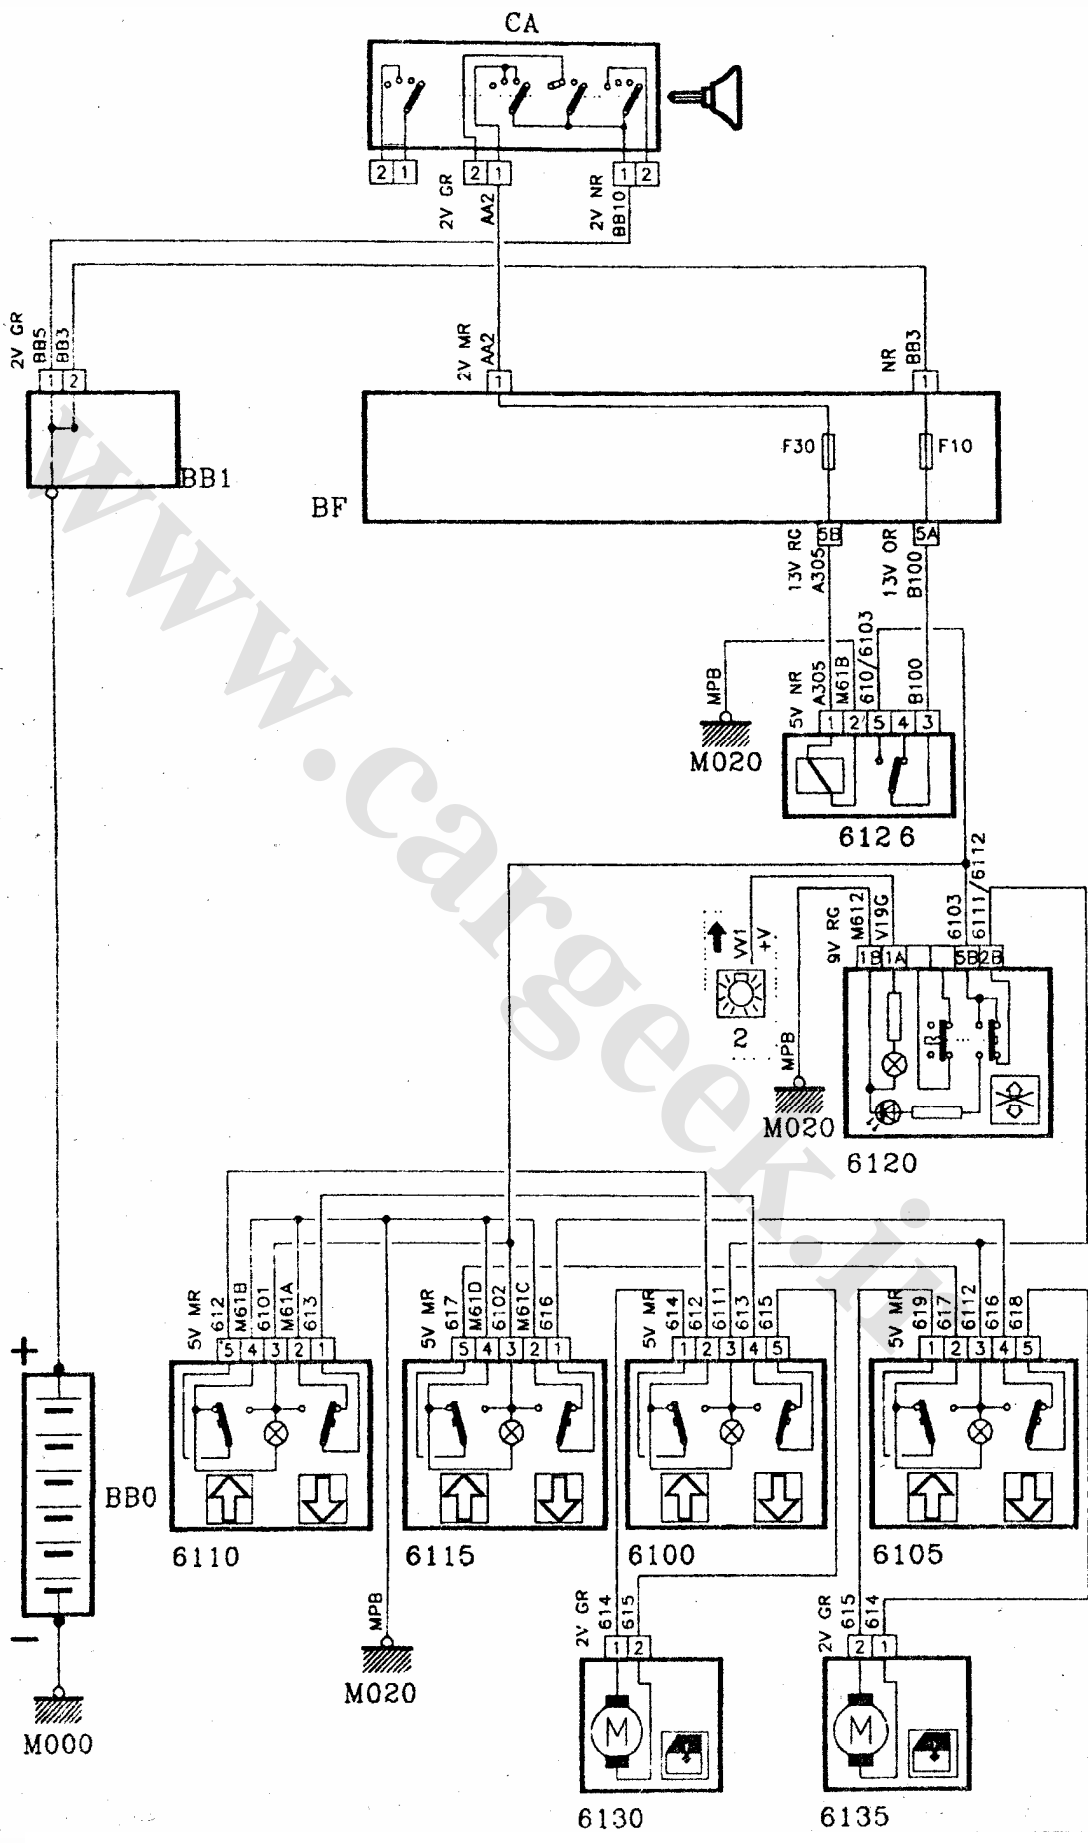 CA
2 1
2 1
1 2
2V GR
AA2
2V NR
BB10
2V GR
BB5
BB3
2V MR
AA2
NR
BB3
1 2
1
1
F30
F10
BB1
BF
5B
5A
13V RG
A305
13V OR
B100
MPB
5V NR
A305
M61B
610/6103
B100
1 2 5 4 3
M020
6126
9V RG
M612
V19G
6103
6111/6112
VV1
+V
1B 1A 5B 2B
2
MPB
M020
R
6120
www.cargeek.ir
5V MR
612
M61B
6101
M61A
613
5V MR
617
M61D
6102
M61C
616
5V MR
614
612
6111
613
615
5V MR
619
617
6112
616
618
5 4 3 2 1
5 4 3 2 1
1 2 3 4 5
1 2 3 4 5
+
BB0
6110
6115
6100
6105
−
MPB
M020
M000
2V GR
614
615
2V GR
615
614
1 2
2 1
M
M
6130
6135